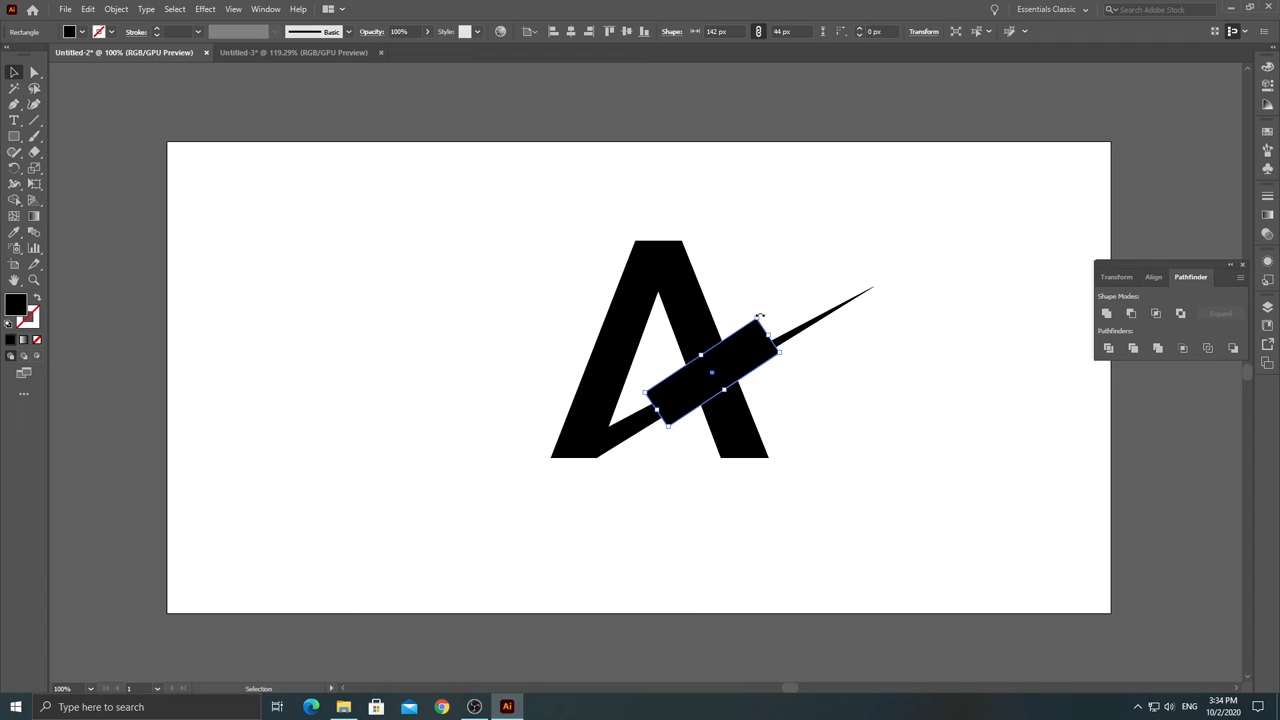 Ai File Edit Object Type Select Effect View Window Help Essentials Classic Search Adobe Stock
Rectangle Stroke: Basic Opacity: 100% Style: Shape: 142 px 44 px 0 px Transform
Untitled-2* @ 100% (RGB/GPU Preview) × Untitled-3* @ 119.29% (RGB/GPU Preview) ×
A
Transform Align Pathfinder
Shape Modes:
Expand
Pathfinders:
100% 1 Selection
Type here to search Ai ENG 3:34 PM
10/2/2020